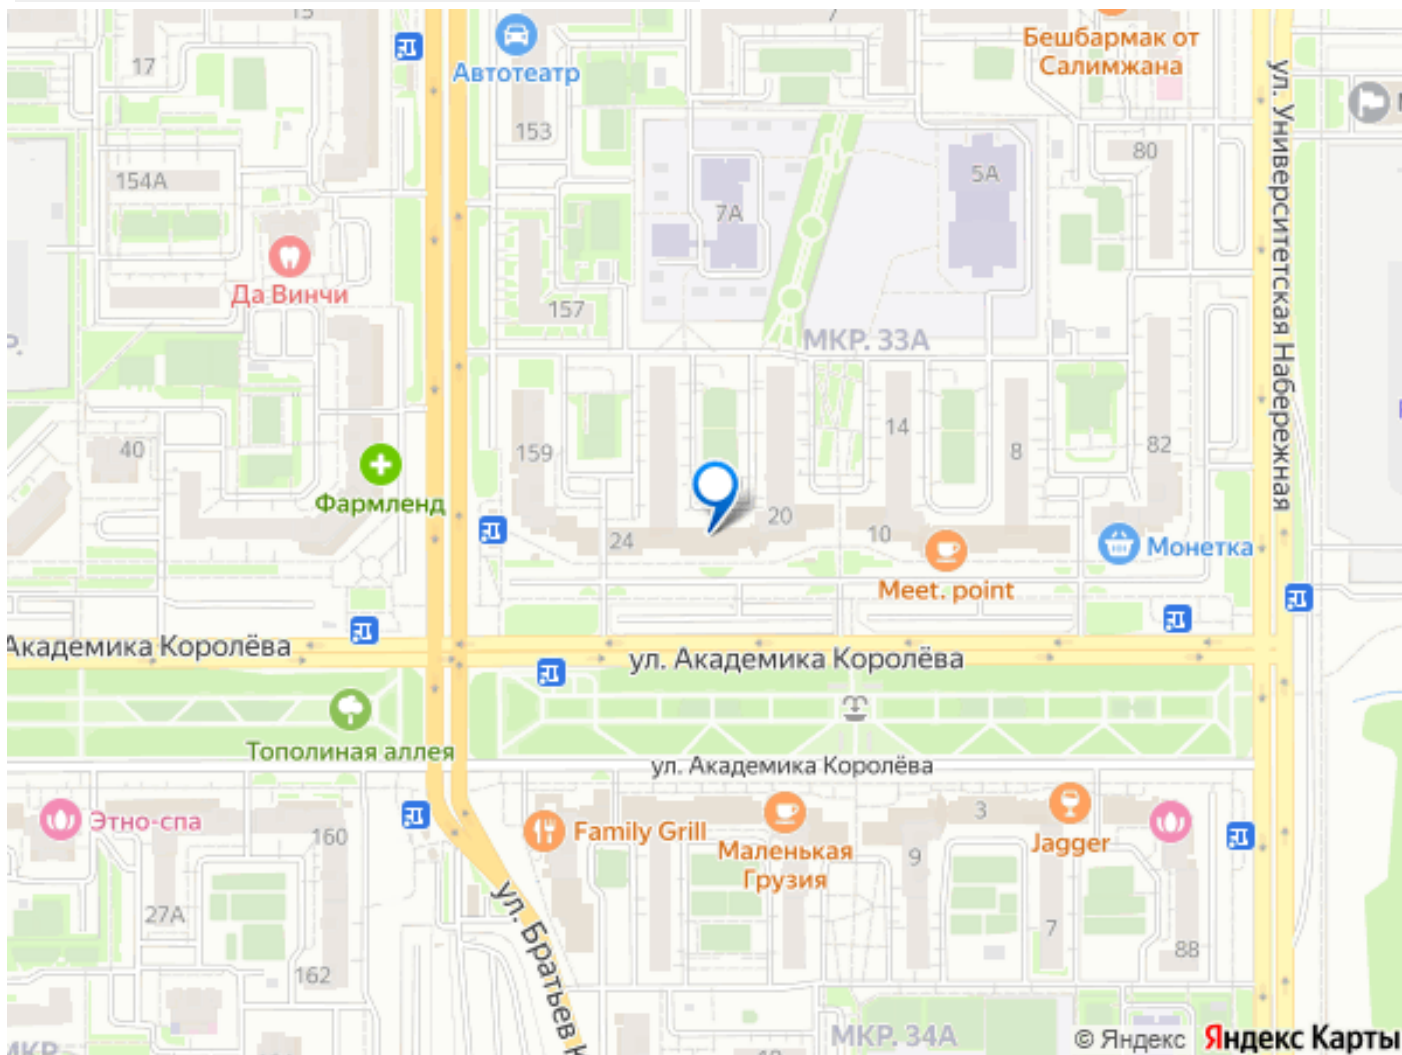 15
7
Бешбармак от
Салимжана
17
Автотеатр
153
80
154А
5А
7А
ул. Университетская Набережная
Да Винчи
157
МКР. 33А
40
159
14
8
82
Фармленд
24
20
10
Монетка
Meet. point
Академика Королёва
ул. Академика Королёва
Тополиная аллея
ул. Академика Королёва
Этно-спа
160
Family Grill
Маленькая
Грузия
3
Jagger
9
27А
7
88
162
ул. Братьев К
МКР. 34А
МКР
© Яндекс Яндекс Карты